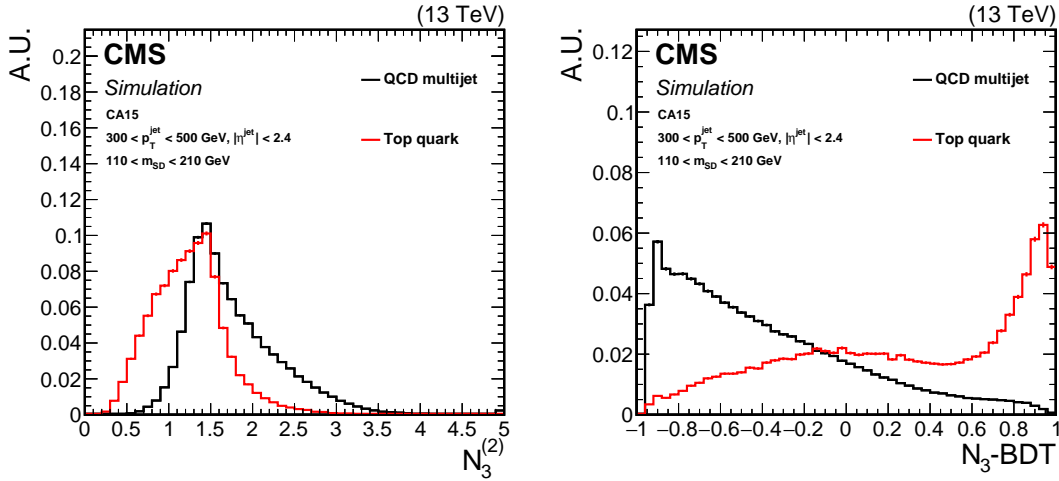 (13 TeV)
A.U.
CMS
Simulation
CA15
300 < p_T^jet < 500 GeV, |η^jet| < 2.4
110 < m_SD < 210 GeV
QCD multijet
Top quark
0.2
0.18
0.16
0.14
0.12
0.1
0.08
0.06
0.04
0.02
0
0 0.5 1 1.5 2 2.5 3 3.5 4 4.5 5
N_3^(2)
(13 TeV)
A.U.
CMS
Simulation
CA15
300 < p_T^jet < 500 GeV, |η^jet| < 2.4
110 < m_SD < 210 GeV
QCD multijet
Top quark
0.12
0.1
0.08
0.06
0.04
0.02
0
−1 −0.8 −0.6 −0.4 −0.2 0 0.2 0.4 0.6 0.8 1
N_3-BDT